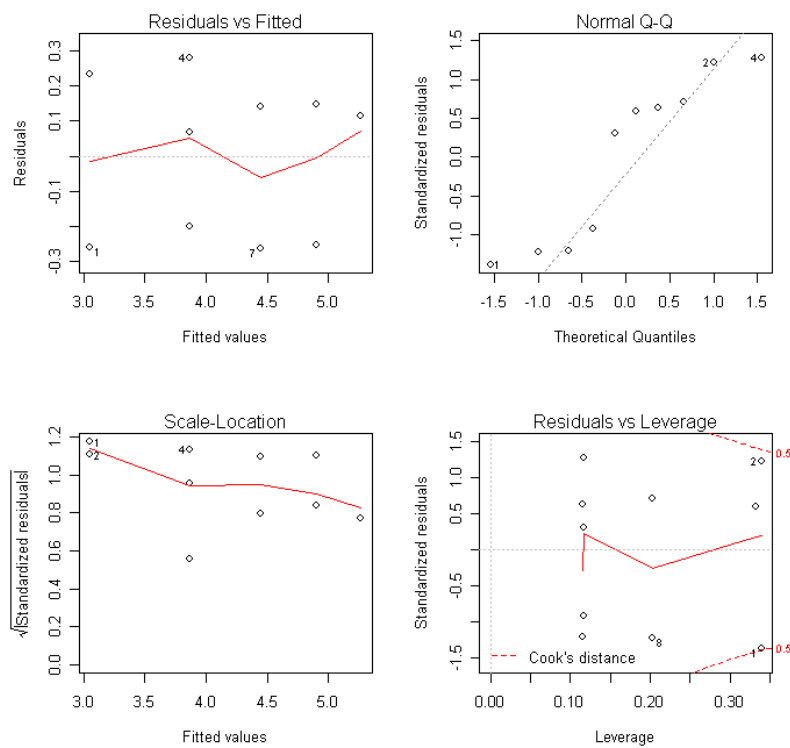 Residuals vs Fitted
Residuals
0.3
0.1
-0.1
-0.3
4
1
7
3.0 3.5 4.0 4.5 5.0
Fitted values
Normal Q-Q
Standardized residuals
1.5
1.0
0.5
0.0
-1.0
2
4
1
-1.5 -1.0 -0.5 0.0 0.5 1.0 1.5
Theoretical Quantiles
Scale-Location
√|Standardized residuals|
1.2
1.0
0.8
0.6
0.4
0.2
0.0
1
2
4
3.0 3.5 4.0 4.5 5.0
Fitted values
Residuals vs Leverage
Standardized residuals
1.5
1.0
0.5
-0.5
-1.5
0.5
2
8
1
0.5
Cook's distance
0.00 0.10 0.20 0.30
Leverage